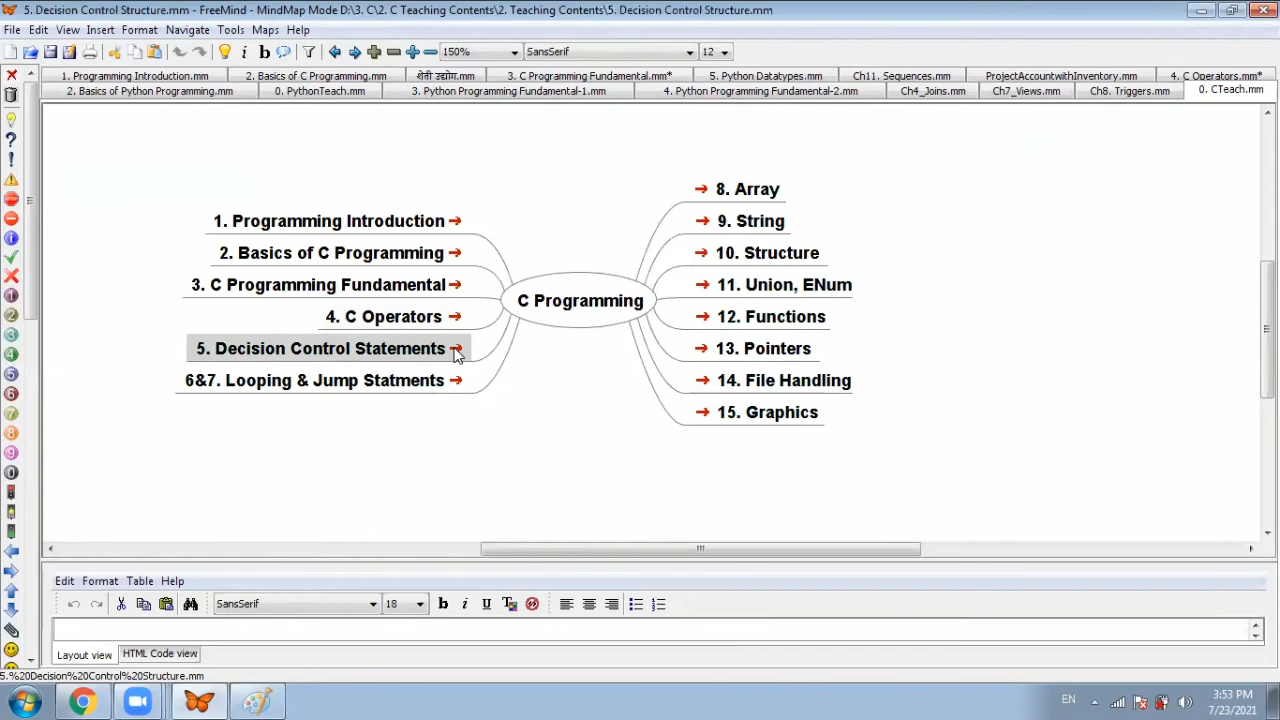 5. Decision Control Structure.mm - FreeMind - MindMap Mode D:\3. C\2. C Teaching Contents\2. Teaching Contents\5. Decision Control Structure.mm
File Edit View Insert Format Navigate Tools Maps Help
150% SansSerif 12
1. Programming Introduction.mm 2. Basics of C Programming.mm शेती उद्योग.mm 3. C Programming Fundamental.mm* 5. Python Datatypes.mm Ch11. Sequences.mm ProjectAccountwithInventory.mm 4. C Operators.mm*
2. Basics of Python Programming.mm 0. PythonTeach.mm 3. Python Programming Fundamental-1.mm 4. Python Programming Fundamental-2.mm Ch4_Joins.mm Ch7_Views.mm Ch8. Triggers.mm 0. CTeach.mm
1. Programming Introduction
2. Basics of C Programming
3. C Programming Fundamental
4. C Operators
5. Decision Control Statements
6&7. Looping & Jump Statments
C Programming
8. Array
9. String
10. Structure
11. Union, ENum
12. Functions
13. Pointers
14. File Handling
15. Graphics
Edit Format Table Help
SansSerif 18
Layout view HTML Code view
5.%20Decision%20Control%20Structure.mm
EN 3:53 PM
7/23/2021